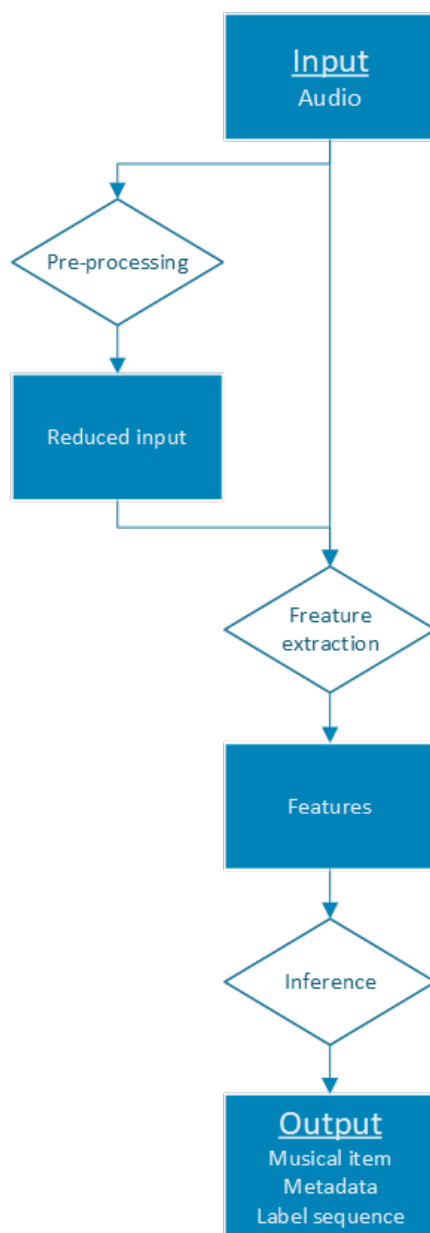 Input
Audio
Pre-processing
Reduced input
Freature
extraction
Features
Inference
Output
Musical item
Metadata
Label sequence